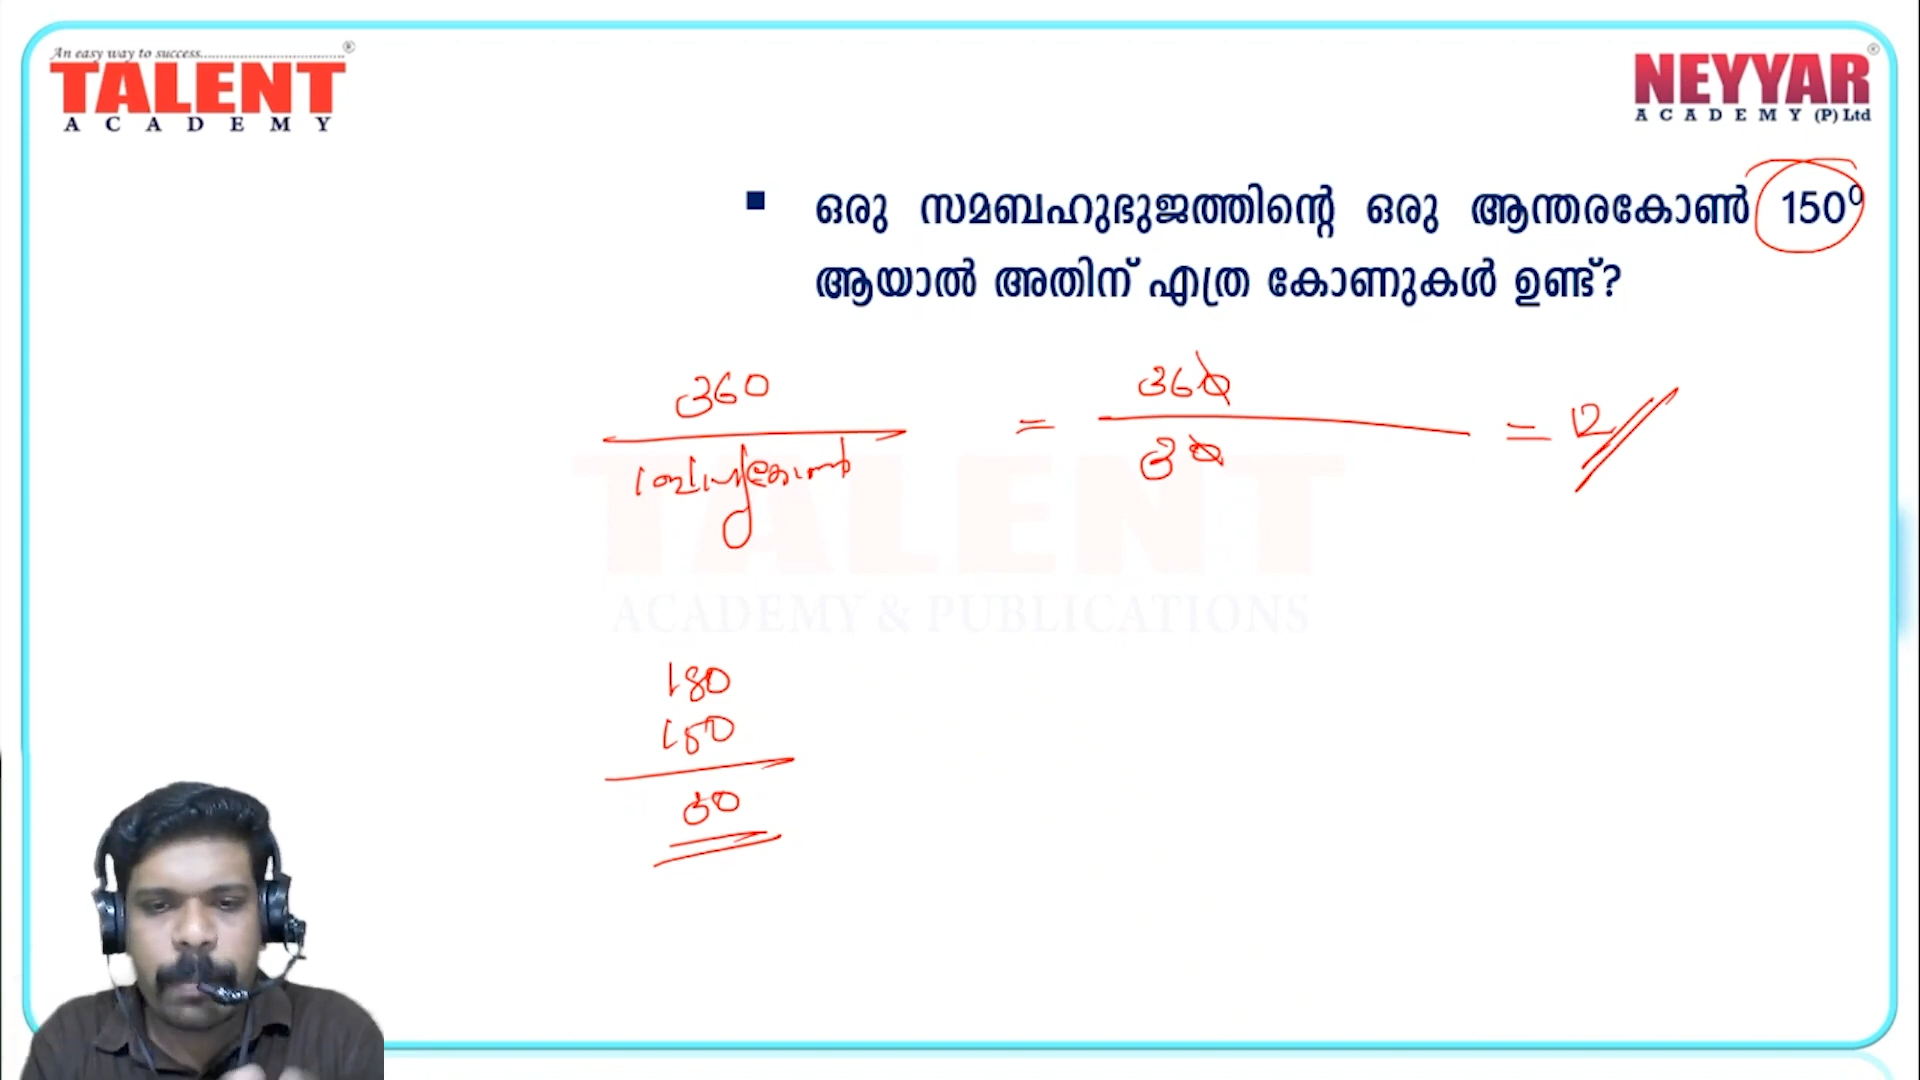 An easy way to success.......................................®
TALENT
ACADEMY
NEYYAR®
ACADEMY (P) Ltd
▪ ഒരു സമബഹുഭുജത്തിന്റെ ഒരു ആന്തരകോൺ 150⁰
ആയാൽ അതിന് എത്ര കോണുകൾ ഉണ്ട്?
360 = 360 = 12
30
TALENT
ACADEMY & PUBLICATIONS
180
150
30